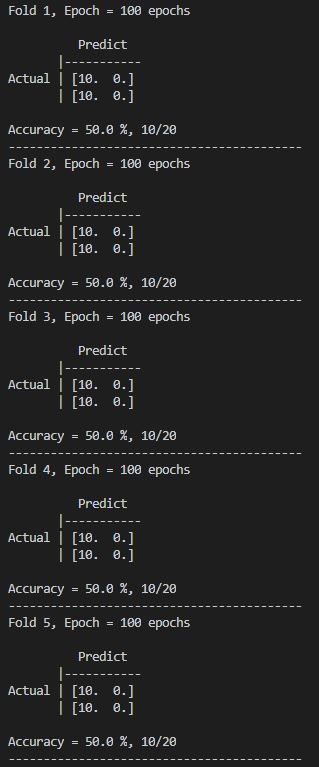 Fold 1, Epoch = 100 epochs
Predict
|-----------
Actual | [10.  0.]
| [10.  0.]
Accuracy = 50.0 %, 10/20
------------------------------------------
Fold 2, Epoch = 100 epochs
Predict
|-----------
Actual | [10.  0.]
| [10.  0.]
Accuracy = 50.0 %, 10/20
------------------------------------------
Fold 3, Epoch = 100 epochs
Predict
|-----------
Actual | [10.  0.]
| [10.  0.]
Accuracy = 50.0 %, 10/20
------------------------------------------
Fold 4, Epoch = 100 epochs
Predict
|-----------
Actual | [10.  0.]
| [10.  0.]
Accuracy = 50.0 %, 10/20
------------------------------------------
Fold 5, Epoch = 100 epochs
Predict
|-----------
Actual | [10.  0.]
| [10.  0.]
Accuracy = 50.0 %, 10/20
------------------------------------------